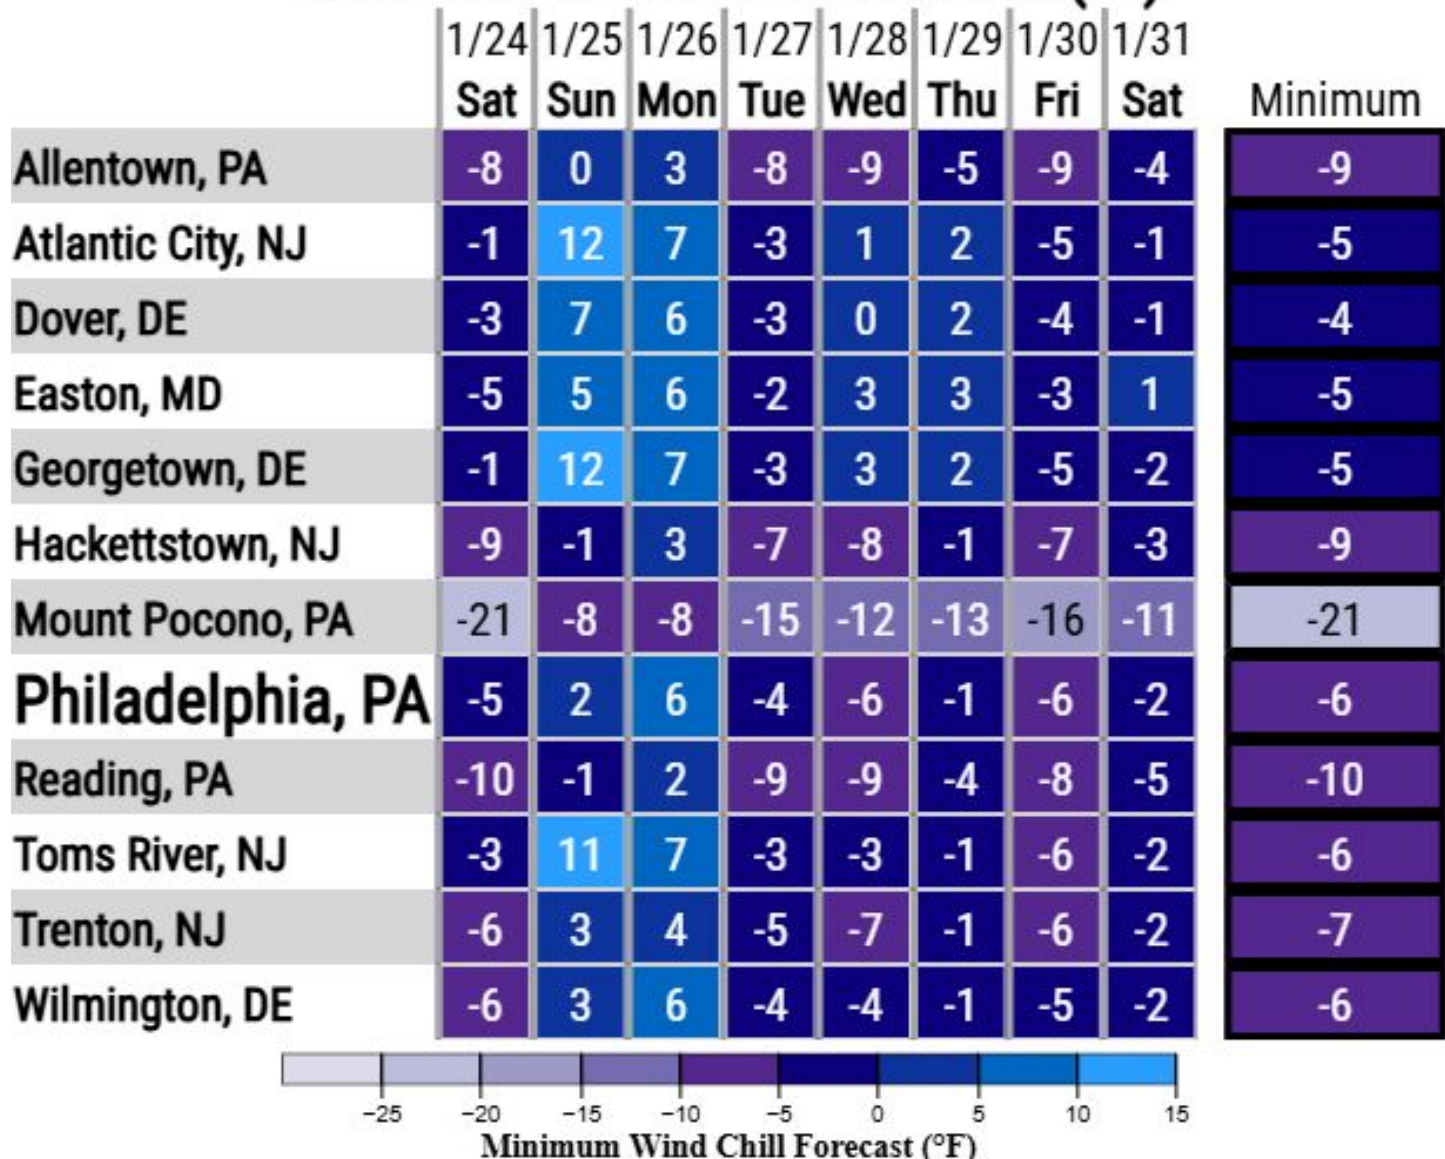 1/24 1/25 1/26 1/27 1/28 1/29 1/30 1/31
Sat Sun Mon Tue Wed Thu Fri Sat Minimum
Allentown, PA -8 0 3 -8 -9 -5 -9 -4 -9
Atlantic City, NJ -1 12 7 -3 1 2 -5 -1 -5
Dover, DE -3 7 6 -3 0 2 -4 -1 -4
Easton, MD -5 5 6 -2 3 3 -3 1 -5
Georgetown, DE -1 12 7 -3 3 2 -5 -2 -5
Hackettstown, NJ -9 -1 3 -7 -8 -1 -7 -3 -9
Mount Pocono, PA -21 -8 -8 -15 -12 -13 -16 -11 -21
Philadelphia, PA -5 2 6 -4 -6 -1 -6 -2 -6
Reading, PA -10 -1 2 -9 -9 -4 -8 -5 -10
Toms River, NJ -3 11 7 -3 -3 -1 -6 -2 -6
Trenton, NJ -6 3 4 -5 -7 -1 -6 -2 -7
Wilmington, DE -6 3 6 -4 -4 -1 -5 -2 -6
−25 −20 −15 −10 −5 0 5 10 15
Minimum Wind Chill Forecast (°F)